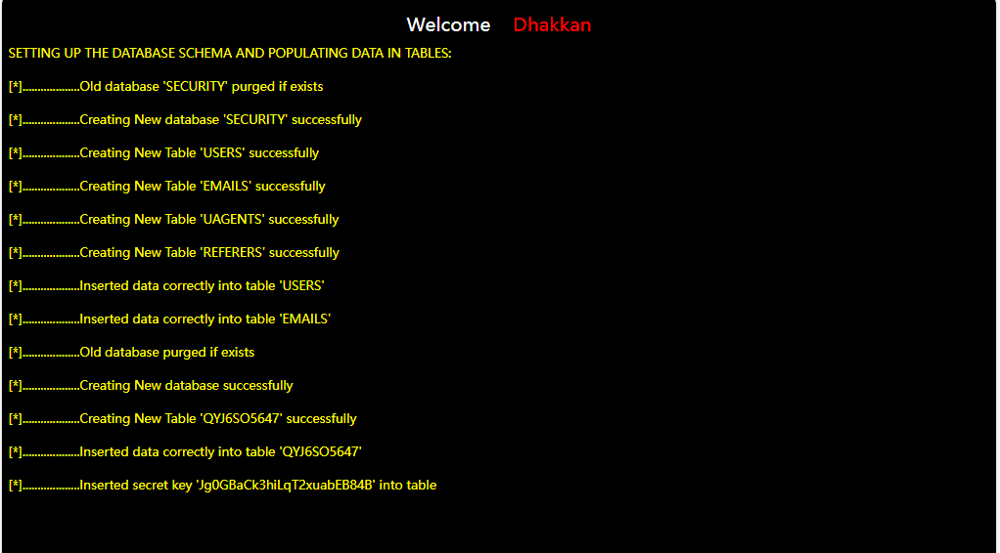 Welcome Dhakkan
SETTING UP THE DATABASE SCHEMA AND POPULATING DATA IN TABLES:
[*]...................Old database 'SECURITY' purged if exists
[*]...................Creating New database 'SECURITY' successfully
[*]...................Creating New Table 'USERS' successfully
[*]...................Creating New Table 'EMAILS' successfully
[*]...................Creating New Table 'UAGENTS' successfully
[*]...................Creating New Table 'REFERERS' successfully
[*]...................Inserted data correctly into table 'USERS'
[*]...................Inserted data correctly into table 'EMAILS'
[*]...................Old database purged if exists
[*]...................Creating New database successfully
[*]...................Creating New Table 'QYJ6SO5647' successfully
[*]...................Inserted data correctly into table 'QYJ6SO5647'
[*]...................Inserted secret key 'Jg0GBaCk3hiLqT2xuabEB84B' into table